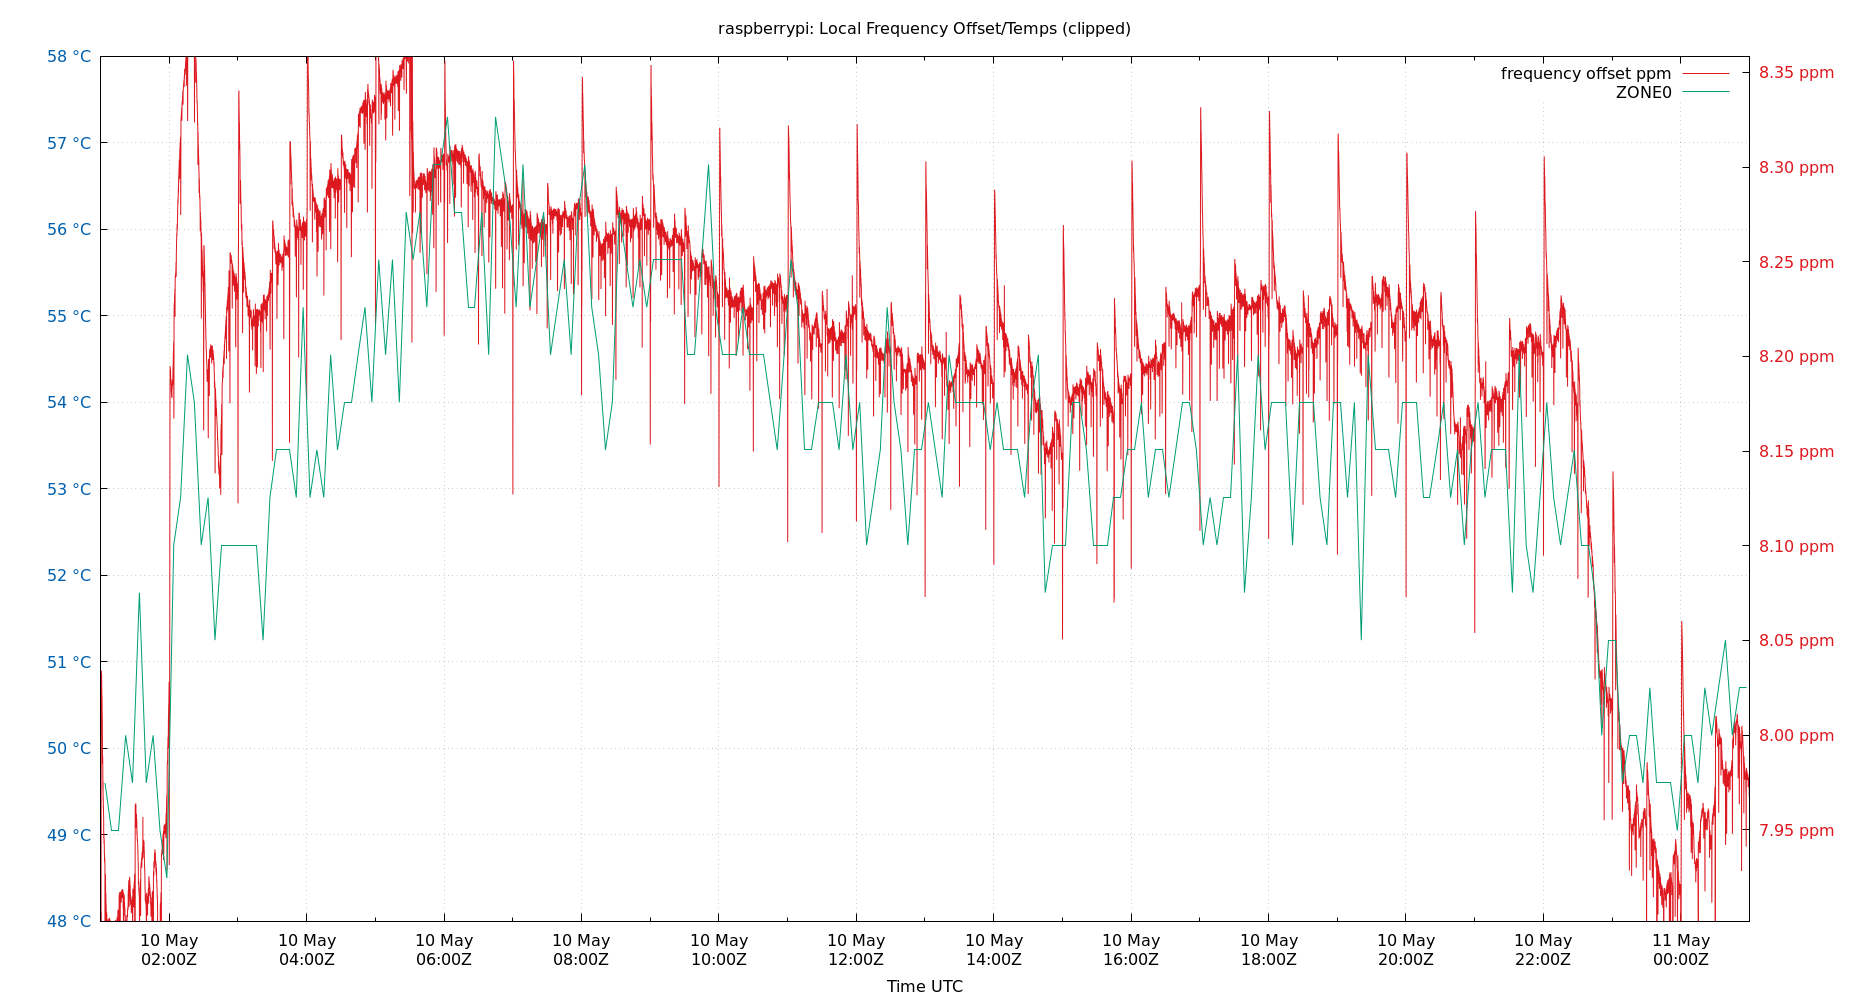 raspberrypi: Local Frequency Offset/Temps (clipped)
frequency offset ppm
ZONE0
58 °C
57 °C
56 °C
55 °C
54 °C
53 °C
52 °C
51 °C
50 °C
49 °C
48 °C
8.35 ppm
8.30 ppm
8.25 ppm
8.20 ppm
8.15 ppm
8.10 ppm
8.05 ppm
8.00 ppm
7.95 ppm
10 May
02:00Z
10 May
04:00Z
10 May
06:00Z
10 May
08:00Z
10 May
10:00Z
10 May
12:00Z
10 May
14:00Z
10 May
16:00Z
10 May
18:00Z
10 May
20:00Z
10 May
22:00Z
11 May
00:00Z
Time UTC